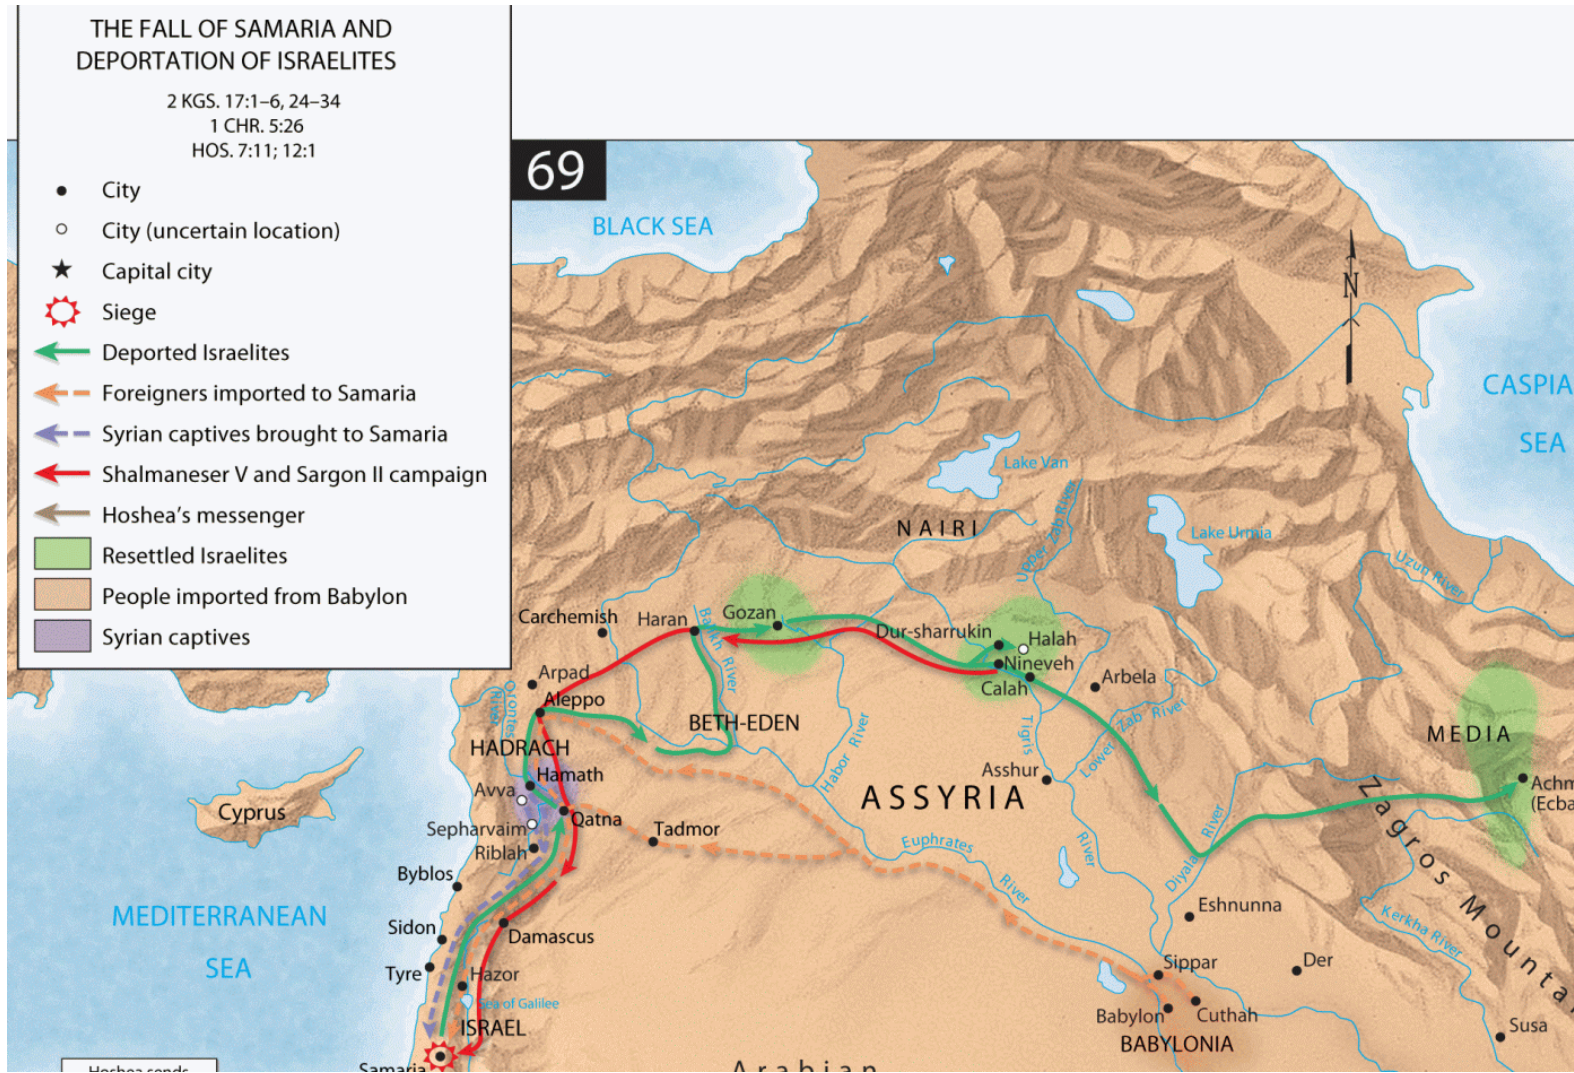 THE FALL OF SAMARIA AND
DEPORTATION OF ISRAELITES
2 KGS. 17:1–6, 24–34
1 CHR. 5:26
HOS. 7:11; 12:1
City
City (uncertain location)
Capital city
Siege
Deported Israelites
Foreigners imported to Samaria
Syrian captives brought to Samaria
Shalmaneser V and Sargon II campaign
Hoshea's messenger
Resettled Israelites
People imported from Babylon
Syrian captives
69
BLACK SEA
N
CASPIA
SEA
Lake Van
NAIRI
Upper Zab River
Lake Urmia
Uzun River
Carchemish
Haran
Balikh River
Gozan
Dur-sharrukin
Halah
Nineveh
Calah
Arbela
Arpad
Aleppo
Orontes
River
BETH-EDEN
Habor River
Tigris
River
Lower Zab River
MEDIA
HADRACH
Hamath
Avva
Asshur
ASSYRIA
Achm
(Ecba
Zagros Mountai
Cyprus
Sepharvaim
Qatna
Tadmor
Riblah
Euphrates
River
Diyala River
Byblos
Eshnunna
Kerkha River
MEDITERRANEAN
SEA
Sidon
Damascus
Tyre
Hazor
Sea of Galilee
Sippar
Der
ISRAEL
Babylon
Cuthah
Susa
BABYLONIA
Samaria
Hoshea sends
Arabian